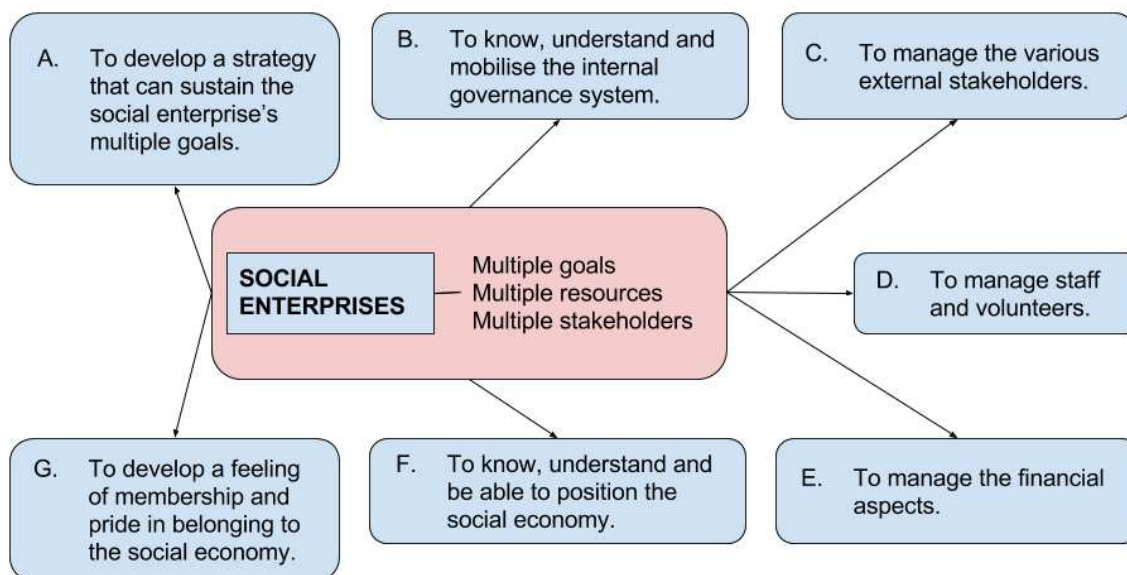 A. To develop a strategy
that can sustain the
social enterprise’s
multiple goals.
B. To know, understand and
mobilise the internal
governance system.
C. To manage the various
external stakeholders.
SOCIAL
ENTERPRISES
Multiple goals
Multiple resources
Multiple stakeholders
D. To manage staff
and volunteers.
G. To develop a feeling
of membership and
pride in belonging to
the social economy.
F. To know, understand and
be able to position the
social economy.
E. To manage the financial
aspects.